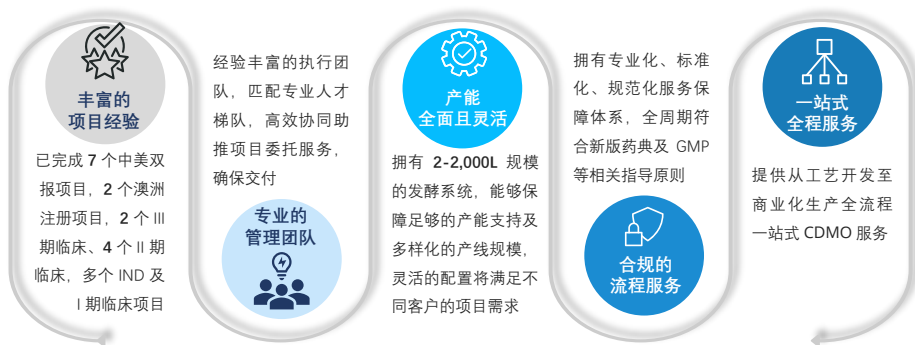 丰富的
项目经验
已完成 7 个中美双
报项目，2 个澳洲
注册项目，2 个 III
期临床、4 个 II 期
临床，多个 IND 及
I 期临床项目
经验丰富的执行团
队，匹配专业人才
梯队，高效协同助
推项目委托服务，
确保交付
专业的
管理团队
产能
全面且灵活
拥有 2-2,000L 规模
的发酵系统，能够保
障足够的产能支持及
多样化的产线规模，
灵活的配置将满足不
同客户的项目需求
拥有专业化、标准
化、规范化服务保
障体系，全周期符
合新版药典及 GMP
等相关指导原则
合规的
流程服务
一站式
全程服务
提供从工艺开发至
商业化生产全流程
一站式 CDMO 服务